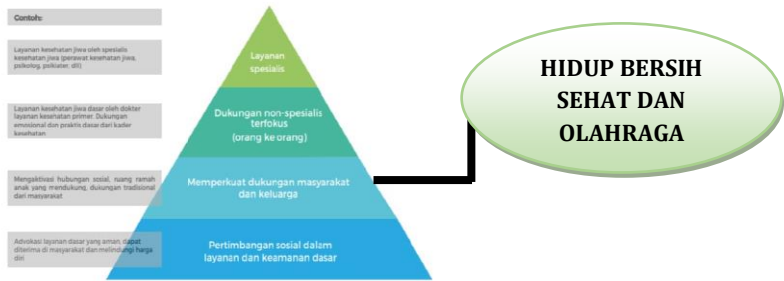 Contoh:
Layanan kesehatan jiwa oleh spesialis
kesehatan jiwa (perawat kesehatan jiwa,
psikolog, psikiater, dll)
Layanan kesehatan jiwa dasar oleh dokter
layanan kesehatan primer. Dukungan
emosional dan praktis dasar dari kader
kesehatan
Mengaktivasi hubungan sosial, ruang ramah
anak yang mendukung, dukungan tradisional
dari masyarakat
Advokasi layanan dasar yang aman, dapat
diterima di masyarakat dan melindungi harga
diri
Layanan
spesialis
Dukungan non-spesialis
terfokus
(orang ke orang)
Memperkuat dukungan masyarakat
dan keluarga
Pertimbangan sosial dalam
layanan dan keamanan dasar
HIDUP BERSIH
SEHAT DAN
OLAHRAGA